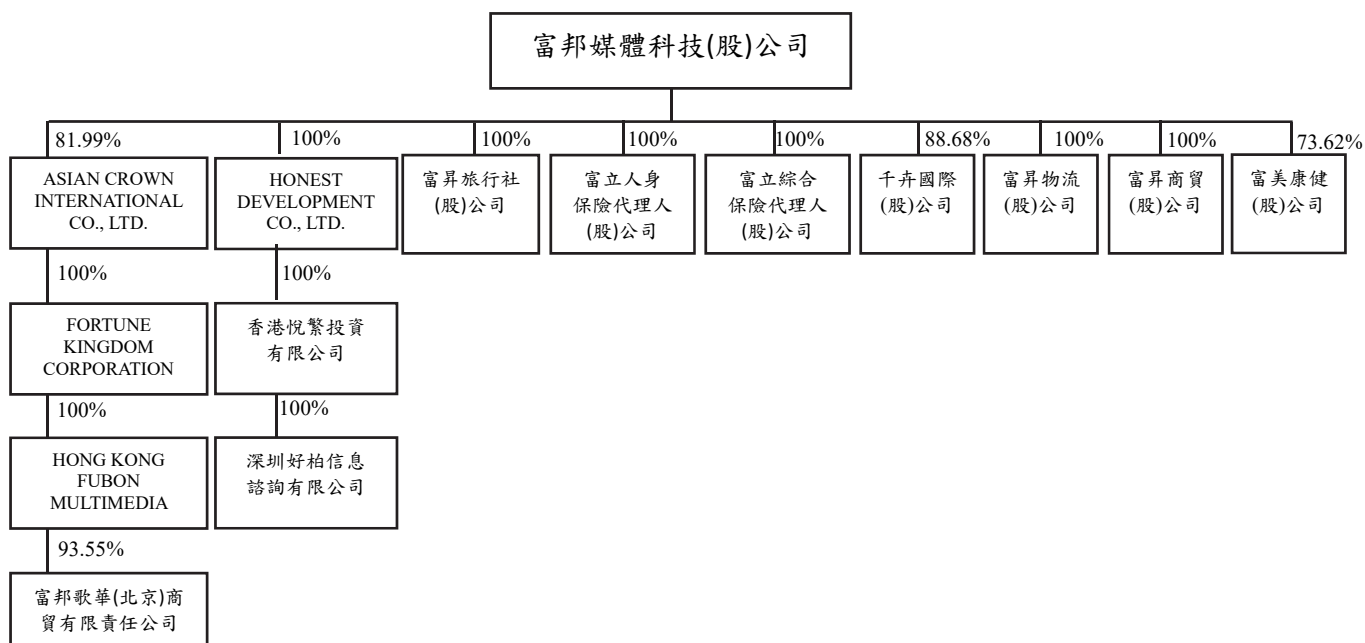 富邦媒體科技(股)公司
81.99%
100%
100%
100%
100%
88.68%
100%
100%
73.62%
ASIAN CROWN
INTERNATIONAL
CO., LTD.
HONEST
DEVELOPMENT
CO., LTD.
富昇旅行社
(股)公司
富立人身
保險代理人
(股)公司
富立綜合
保險代理人
(股)公司
千卉國際
(股)公司
富昇物流
(股)公司
富昇商貿
(股)公司
富美康健
(股)公司
100%
100%
FORTUNE
KINGDOM
CORPORATION
香港悅繁投資
有限公司
100%
100%
HONG KONG
FUBON
MULTIMEDIA
深圳好柏信息
諮詢有限公司
93.55%
富邦歌華(北京)商
貿有限責任公司